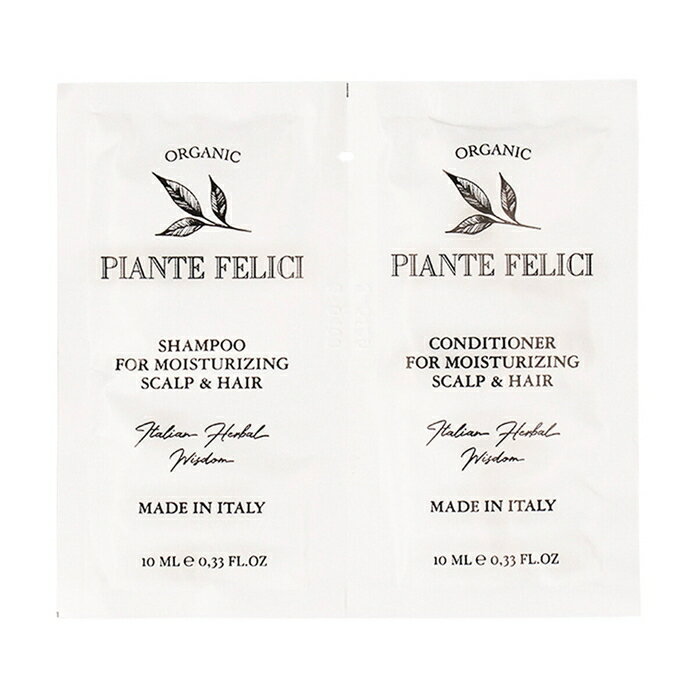 ORGANIC
PIANTE FELICI
SHAMPOO
FOR MOISTURIZING
SCALP & HAIR
Italian Herbal
Wisdom
MADE IN ITALY
10 ML e 0,33 FL.OZ
ORGANIC
PIANTE FELICI
CONDITIONER
FOR MOISTURIZING
SCALP & HAIR
Italian Herbal
Wisdom
MADE IN ITALY
10 ML e 0,33 FL.OZ